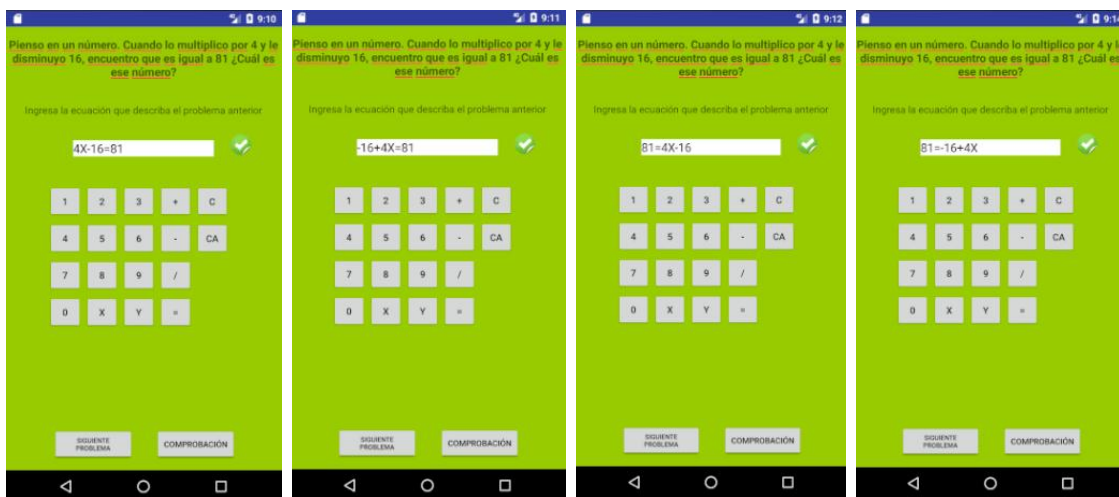 9:10
Pienso en un número. Cuando lo multiplico por 4 y le
disminuyo 16, encuentro que es igual a 81 ¿Cuál es
ese número?
Ingresa la ecuación que describa el problema anterior
4X-16=81
1 2 3 + C
4 5 6 - CA
7 8 9 /
0 X Y =
SIGUIENTE
PROBLEMA
COMPROBACIÓN
9:11
Pienso en un número. Cuando lo multiplico por 4 y le
disminuyo 16, encuentro que es igual a 81 ¿Cuál es
ese número?
Ingresa la ecuación que describa el problema anterior
-16+4X=81
1 2 3 + C
4 5 6 - CA
7 8 9 /
0 X Y =
SIGUIENTE
PROBLEMA
COMPROBACIÓN
9:12
Pienso en un número. Cuando lo multiplico por 4 y le
disminuyo 16, encuentro que es igual a 81 ¿Cuál es
ese número?
Ingresa la ecuación que describa el problema anterior
81=4X-16
1 2 3 + C
4 5 6 - CA
7 8 9 /
0 X Y =
SIGUIENTE
PROBLEMA
COMPROBACIÓN
9:14
Pienso en un número. Cuando lo multiplico por 4 y le
disminuyo 16, encuentro que es igual a 81 ¿Cuál es
ese número?
Ingresa la ecuación que describa el problema anterior
81=-16+4X
1 2 3 + C
4 5 6 - CA
7 8 9 /
0 X Y =
SIGUIENTE
PROBLEMA
COMPROBACIÓN